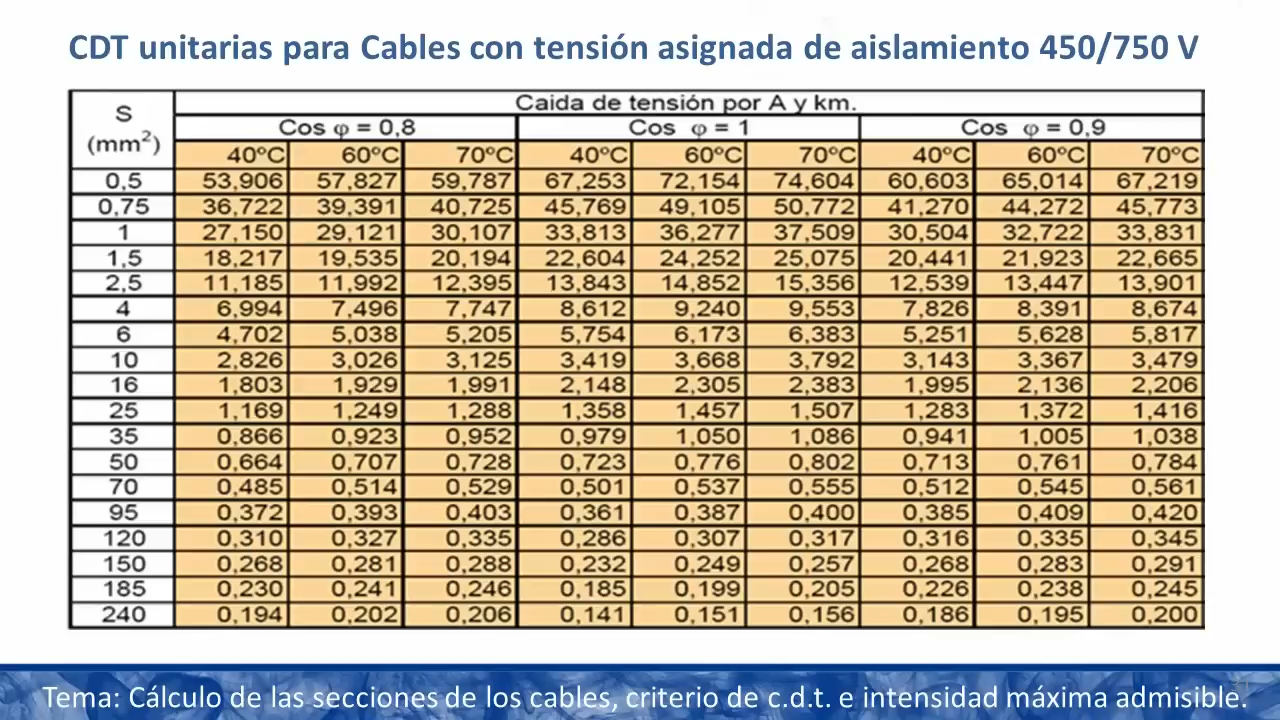 CDT unitarias para Cables con tensión asignada de aislamiento 450/750 V
S (mm²) Caida de tensión por A y km.
Cos φ = 0,8 Cos φ = 1 Cos φ = 0,9
40ºC 60ºC 70ºC 40ºC 60ºC 70ºC 40ºC 60ºC 70ºC
0,5 53,906 57,827 59,787 67,253 72,154 74,604 60,603 65,014 67,219
0,75 36,722 39,391 40,725 45,769 49,105 50,772 41,270 44,272 45,773
1 27,150 29,121 30,107 33,813 36,277 37,509 30,504 32,722 33,831
1,5 18,217 19,535 20,194 22,604 24,252 25,075 20,441 21,923 22,665
2,5 11,185 11,992 12,395 13,843 14,852 15,356 12,539 13,447 13,901
4 6,994 7,496 7,747 8,612 9,240 9,553 7,826 8,391 8,674
6 4,702 5,038 5,205 5,754 6,173 6,383 5,251 5,628 5,817
10 2,826 3,026 3,125 3,419 3,668 3,792 3,143 3,367 3,479
16 1,803 1,929 1,991 2,148 2,305 2,383 1,995 2,136 2,206
25 1,169 1,249 1,288 1,358 1,457 1,507 1,283 1,372 1,416
35 0,866 0,923 0,952 0,979 1,050 1,086 0,941 1,005 1,038
50 0,664 0,707 0,728 0,723 0,776 0,802 0,713 0,761 0,784
70 0,485 0,514 0,529 0,501 0,537 0,555 0,512 0,545 0,561
95 0,372 0,393 0,403 0,361 0,387 0,400 0,385 0,409 0,420
120 0,310 0,327 0,335 0,286 0,307 0,317 0,316 0,335 0,345
150 0,268 0,281 0,288 0,232 0,249 0,257 0,268 0,283 0,291
185 0,230 0,241 0,246 0,185 0,199 0,205 0,226 0,238 0,245
240 0,194 0,202 0,206 0,141 0,151 0,156 0,186 0,195 0,200
Tema: Cálculo de las secciones de los cables, criterio de c.d.t. e intensidad máxima admisible.